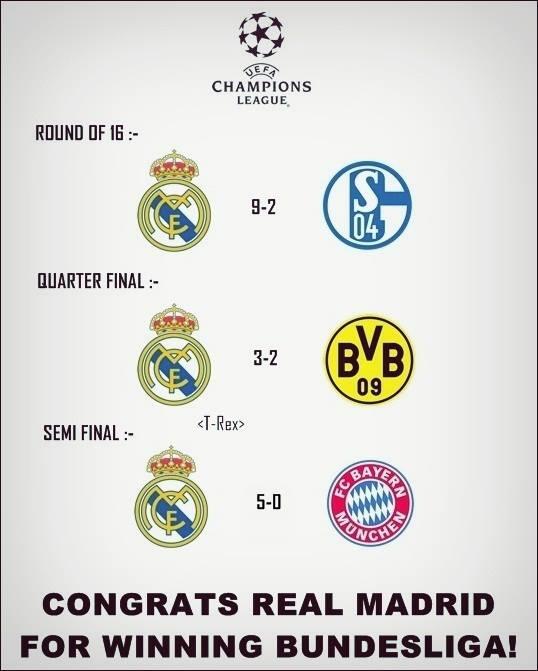 UEFA
CHAMPIONS
LEAGUE
ROUND OF 16 :-
9-2
S
04
QUARTER FINAL :-
3-2
BVB
09
<T-Rex>
SEMI FINAL :-
5-0
FC BAYERN
MÜNCHEN
CONGRATS REAL MADRID
FOR WINNING BUNDESLIGA!